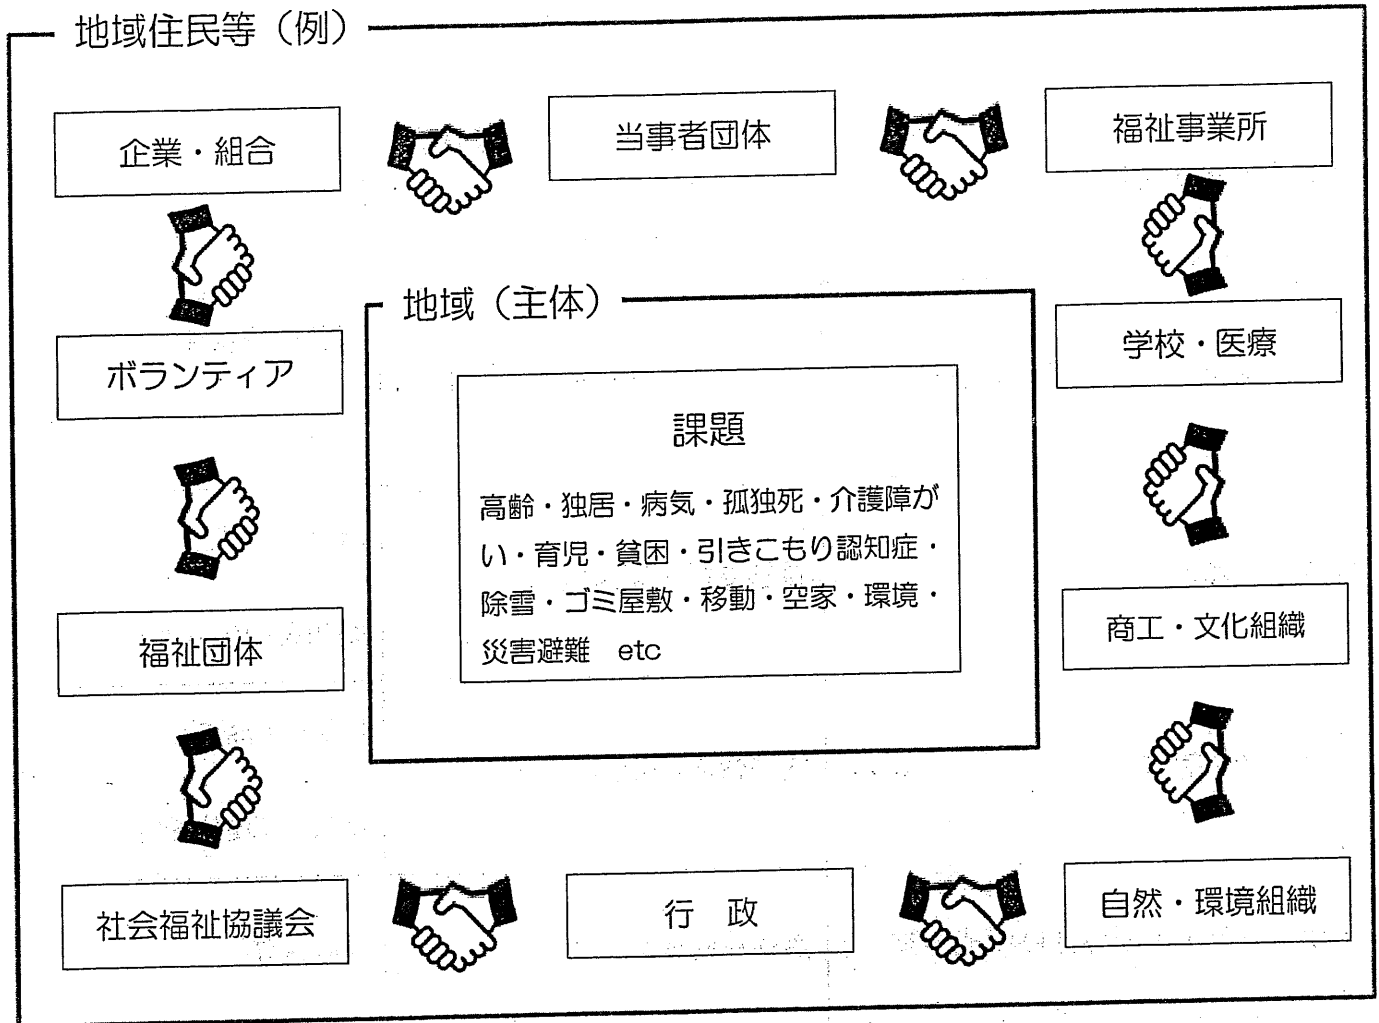 地域住民等（例）
企業・組合
当事者団体
福祉事業所
ボランティア
地域（主体）
学校・医療
課題
高齢・独居・病気・孤独死・介護障が
い・育児・貧困・引きこもり認知症・
除雪・ゴミ屋敷・移動・空家・環境・
災害避難　etc
福祉団体
商工・文化組織
社会福祉協議会
行　政
自然・環境組織